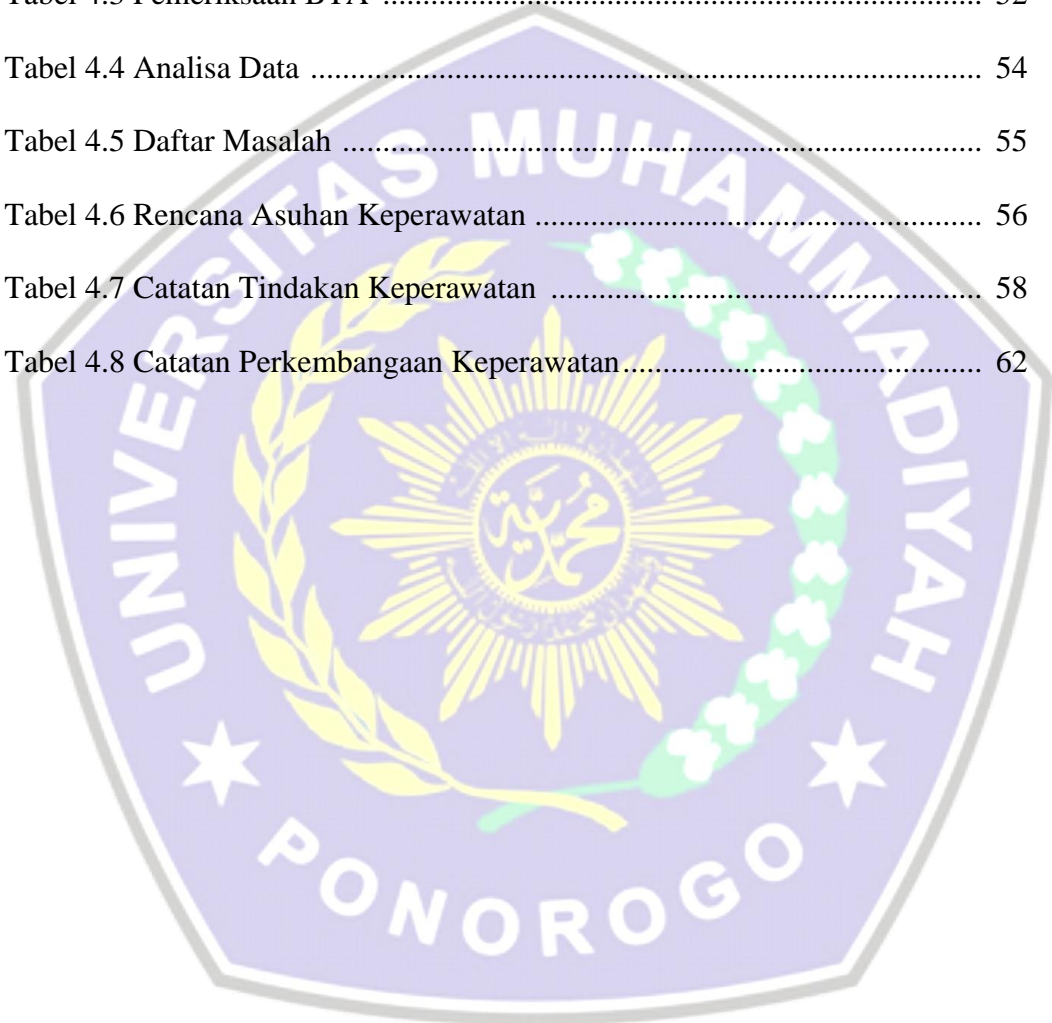 Tabel 4.4 Analisa Data ........................................................................ 54
Tabel 4.5 Daftar Masalah .................................................................... 55
Tabel 4.6 Rencana Asuhan Keperawatan ................................................ 56
Tabel 4.7 Catatan Tindakan Keperawatan .............................................. 58
Tabel 4.8 Catatan Perkembangaan Keperawatan...................................... 62
UNIVERSITAS MUHAMMADIYAH
PONOROGO